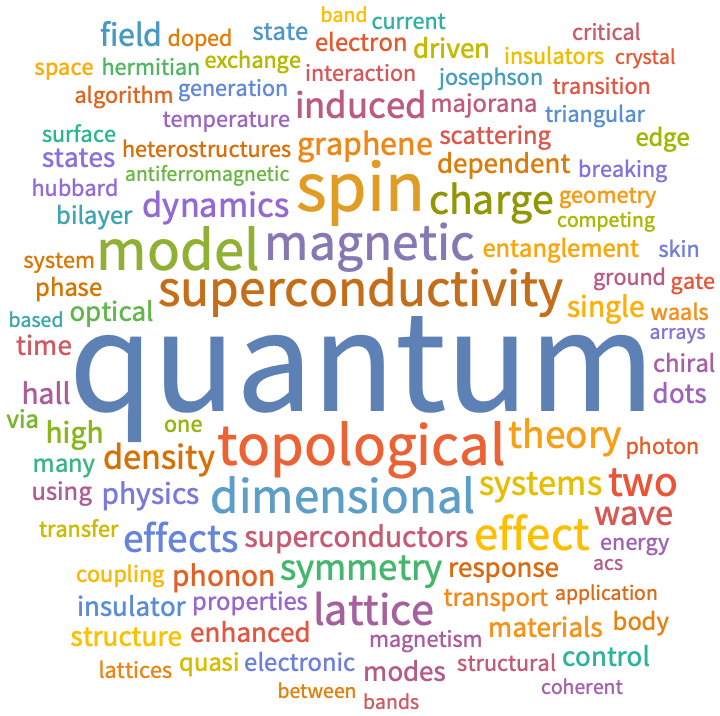 band current
field doped state electron driven critical
space hermitian exchange interaction insulators crystal
algorithm generation induced majorana josephson transition
temperature triangular
surface heterostructures graphene scattering edge
states antiferromagnetic spin dependent breaking
hubbard dynamics charge geometry
bilayer competing
model magnetic entanglement skin
system superconductivity ground gate
phase single waals
based optical
time quantum arrays
chiral
hall dots
via high one topological theory photon
many density
using physics dimensional systems two
transfer effects superconductors effect wave
energy
coupling phonon symmetry response acs
insulator properties lattice transport application
structure enhanced magnetism materials body
lattices quasi electronic modes structural control
between bands coherent